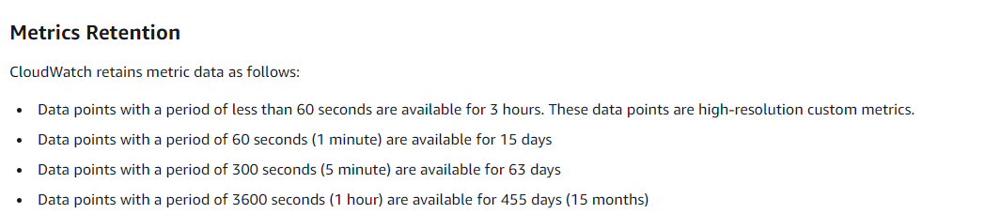 Metrics Retention
CloudWatch retains metric data as follows:
• Data points with a period of less than 60 seconds are available for 3 hours. These data points are high-resolution custom metrics.
• Data points with a period of 60 seconds (1 minute) are available for 15 days
• Data points with a period of 300 seconds (5 minute) are available for 63 days
• Data points with a period of 3600 seconds (1 hour) are available for 455 days (15 months)